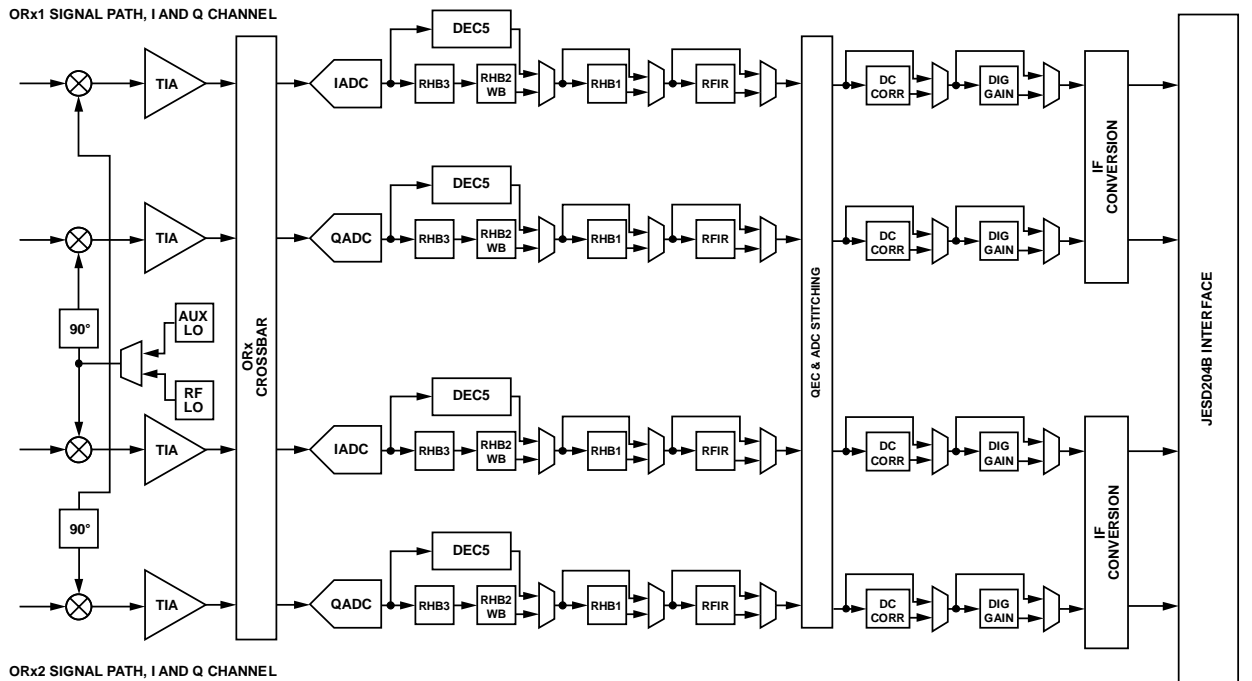 ORx1 SIGNAL PATH, I AND Q CHANNEL
TIA
IADC
DEC5
RHB3
RHB2
WB
RHB1
RFIR
DC
CORR
DIG
GAIN
TIA
QADC
DEC5
RHB3
RHB2
WB
RHB1
RFIR
DC
CORR
DIG
GAIN
IF
CONVERSION
90°
AUX
LO
RF
LO
ORx
CROSSBAR
QEC & ADC STITCHING
JESD204B INTERFACE
TIA
IADC
DEC5
RHB3
RHB2
WB
RHB1
RFIR
DC
CORR
DIG
GAIN
90°
TIA
QADC
DEC5
RHB3
RHB2
WB
RHB1
RFIR
DC
CORR
DIG
GAIN
IF
CONVERSION
ORx2 SIGNAL PATH, I AND Q CHANNEL